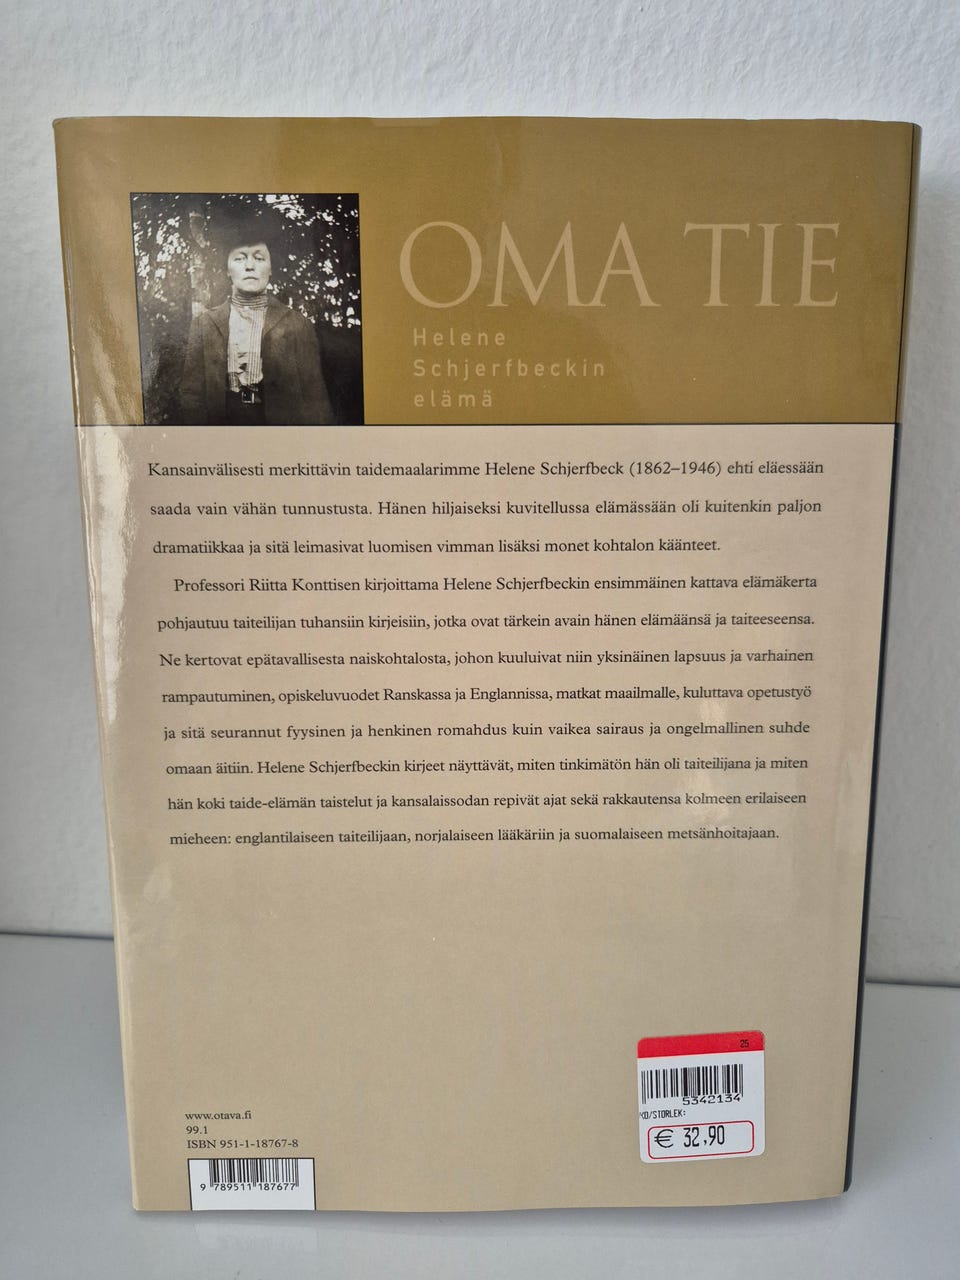 OMA TIE
Helene
Schjerfbeckin
elämä
Kansainvälisesti merkittävin taidemaalarimme Helene Schjerfbeck (1862–1946) ehti eläessään
saada vain vähän tunnustusta. Hänen hiljaiseksi kuvitellussa elämässään oli kuitenkin paljon
dramatiikkaa ja sitä leimasivat luomisen vimman lisäksi monet kohtalon käänteet.
Professori Riitta Konttisen kirjoittama Helene Schjerfbeckin ensimmäinen kattava elämäkerta
pohjautuu taiteilijan tuhansiin kirjeisiin, jotka ovat tärkein avain hänen elämäänsä ja taiteeseensa.
Ne kertovat epätavallisesta naiskohtalosta, johon kuuluivat niin yksinäinen lapsuus ja varhainen
rampautuminen, opiskeluvuodet Ranskassa ja Englannissa, matkat maailmalle, kuluttava opetustyö
ja sitä seurannut fyysinen ja henkinen romahdus kuin vaikea sairaus ja ongelmallinen suhde
omaan äitiin. Helene Schjerfbeckin kirjeet näyttävät, miten tinkimätön hän oli taiteilijana ja miten
hän koki taide-elämän taistelut ja kansalaissodan repivät ajat sekä rakkautensa kolmeen erilaiseen
mieheen: englantilaiseen taiteilijaan, norjalaiseen lääkäriin ja suomalaiseen metsänhoitajaan.
25
5342134
KO/STORLEK:
€ 32,90
www.otava.fi
99.1
ISBN 951-1-18767-8
9 789511 187677